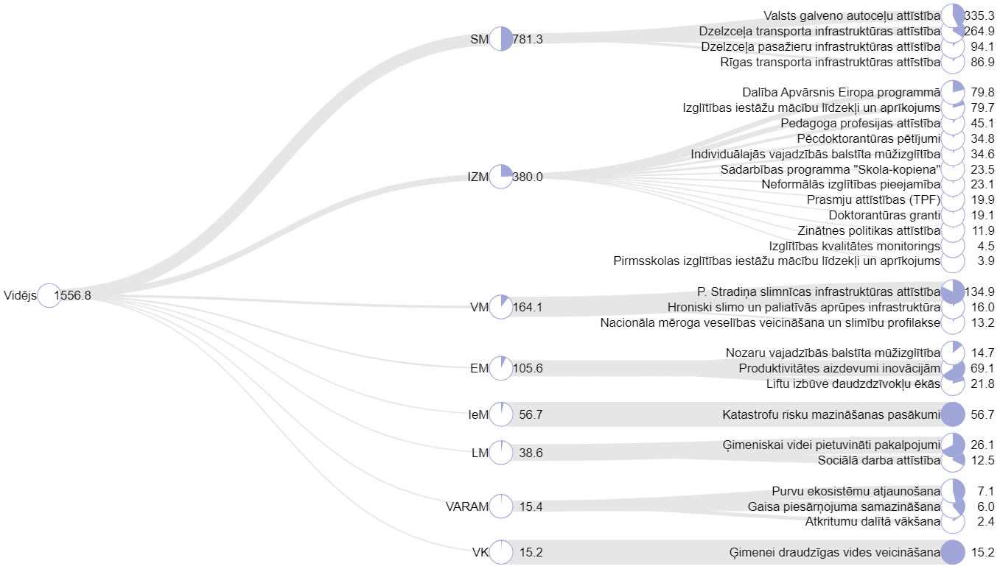 Vidējs 1556.8
SM 781.3
Valsts galveno autoceļu attīstība 335.3
Dzelzceļa transporta infrastruktūras attīstība 264.9
Dzelzceļa pasažieru infrastruktūras attīstība 94.1
Rīgas transporta infrastruktūras attīstība 86.9
IZM 380.0
Dalība Apvārsnis Eiropa programmā 79.8
Izglītības iestāžu mācību līdzekļi un aprīkojums 79.7
Pedagoga profesijas attīstība 45.1
Pēcdoktorantūras pētījumi 34.8
Individuālajās vajadzībās balstīta mūžizglītība 34.6
Sadarbības programma "Skola-kopiena" 23.5
Neformālās izglītības pieejamība 23.1
Prasmju attīstības (TPF) 19.9
Doktorantūras granti 19.1
Zinātnes politikas attīstība 11.9
Izglītības kvalitātes monitorings 4.5
Pirmsskolas izglītības iestāžu mācību līdzekļi un aprīkojums 3.9
VM 164.1
P. Stradiņa slimnīcas infrastruktūras attīstība 134.9
Hroniski slimo un paliatīvās aprūpes infrastruktūra 16.0
Nacionāla mēroga veselības veicināšana un slimību profilakse 13.2
EM 105.6
Nozaru vajadzībās balstīta mūžizglītība 14.7
Produktivitātes aizdevumi inovācijām 69.1
Liftu izbūve daudzdzīvokļu ēkās 21.8
IeM 56.7
Katastrofu risku mazināšanas pasākumi 56.7
LM 38.6
Ģimeniskai videi pietuvināti pakalpojumi 26.1
Sociālā darba attīstība 12.5
VARAM 15.4
Purvu ekosistēmu atjaunošana 7.1
Gaisa piesārņojuma samazināšana 6.0
Atkritumu dalītā vākšana 2.4
VK 15.2
Ģimenei draudzīgas vides veicināšana 15.2